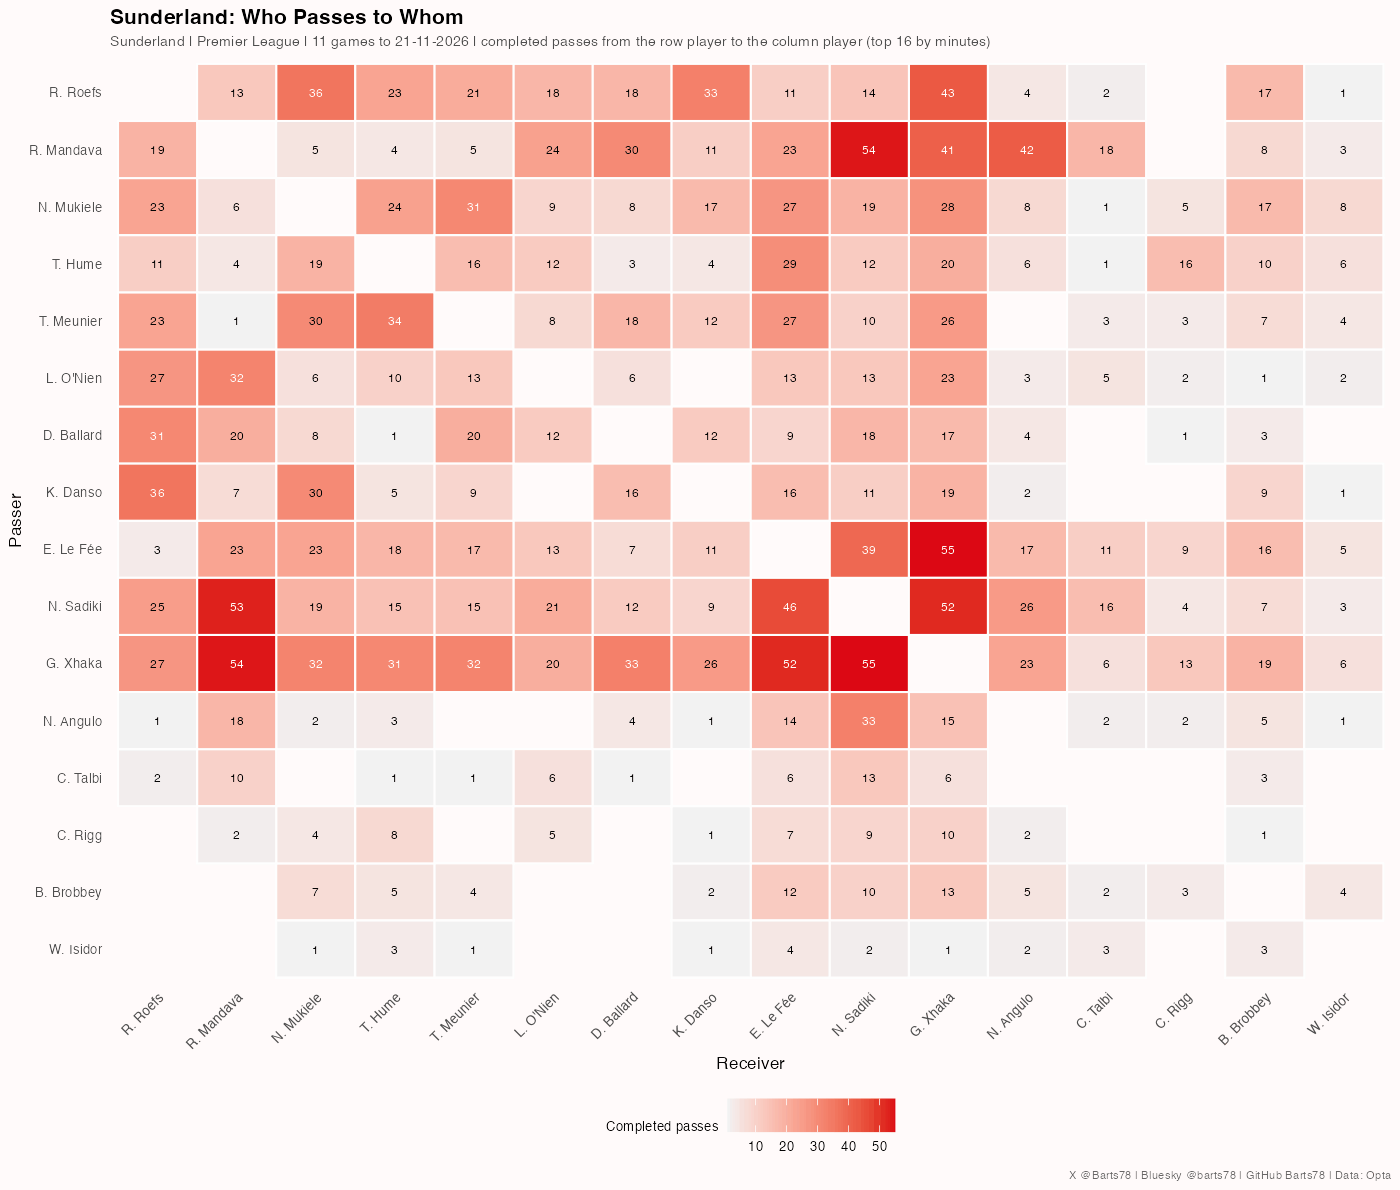 Sunderland: Who Passes to Whom
Sunderland | Premier League | 11 games to 21-11-2026 | completed passes from the row player to the column player (top 16 by minutes)
R. Roefs 13 36 23 21 18 18 33 11 14 43 4 2 17 1
R. Mandava 19 5 4 5 24 30 11 23 54 41 42 18 8 3
N. Mukiele 23 6 24 31 9 8 17 27 19 28 8 1 5 17 8
T. Hume 11 4 19 16 12 3 4 29 12 20 6 1 16 10 6
T. Meunier 23 1 30 34 8 18 12 27 10 26 3 3 7 4
L. O'Nien 27 32 6 10 13 6 13 13 23 3 5 2 1 2
D. Ballard 31 20 8 1 20 12 12 9 18 17 4 1 3
K. Danso 36 7 30 5 9 16 16 11 19 2 9 1
E. Le Fée 3 23 23 18 17 13 7 11 39 55 17 11 9 16 5
N. Sadiki 25 53 19 15 15 21 12 9 46 52 26 16 4 7 3
G. Xhaka 27 54 32 31 32 20 33 26 52 55 23 6 13 19 6
N. Angulo 1 18 2 3 4 1 14 33 15 2 2 5 1
C. Talbi 2 10 1 1 6 1 6 13 6 3
C. Rigg 2 4 8 5 1 7 9 10 2 1
B. Brobbey 7 5 4 2 12 10 13 5 2 3 4
W. Isidor 1 3 1 1 4 2 1 2 3 3
Passer
R. Roefs R. Mandava N. Mukiele T. Hume T. Meunier L. O'Nien D. Ballard K. Danso E. Le Fée N. Sadiki G. Xhaka N. Angulo C. Talbi C. Rigg B. Brobbey W. Isidor
Receiver
Completed passes
10 20 30 40 50
X @Barts78 | Bluesky @barts78 | GitHub Barts78 | Data: Opta